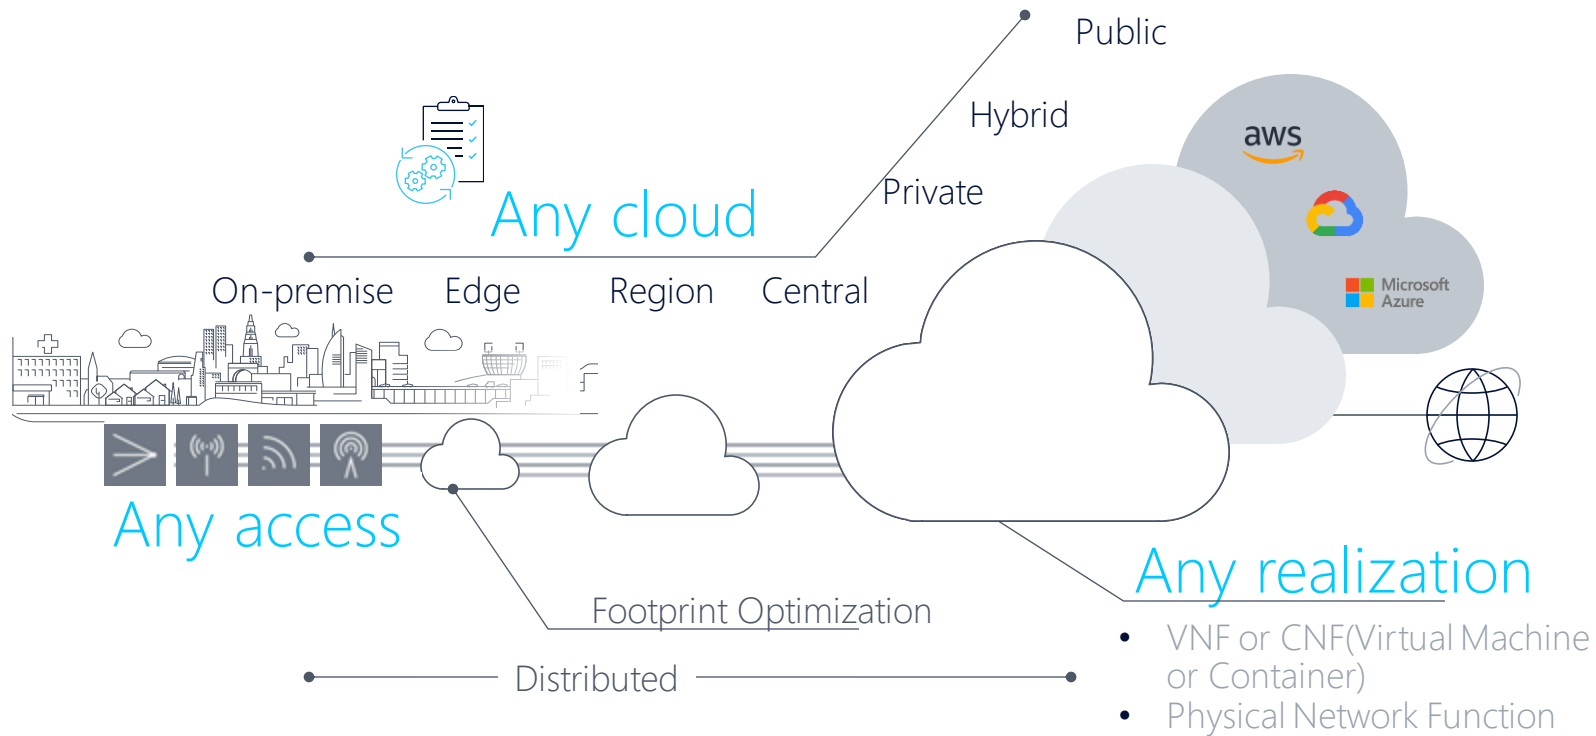 Public
Hybrid
Private
aws
Any cloud
Microsoft
Azure
On-premise
Edge
Region
Central
Any access
Any realization
Footprint Optimization
Distributed
• VNF or CNF(Virtual Machine
or Container)
• Physical Network Function